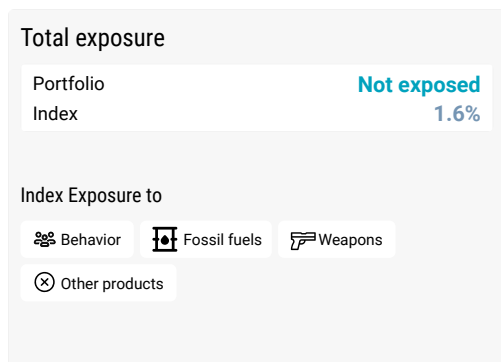 Total exposure
Portfolio Not exposed
Index 1.6%
Index Exposure to
Behavior Fossil fuels Weapons
Other products